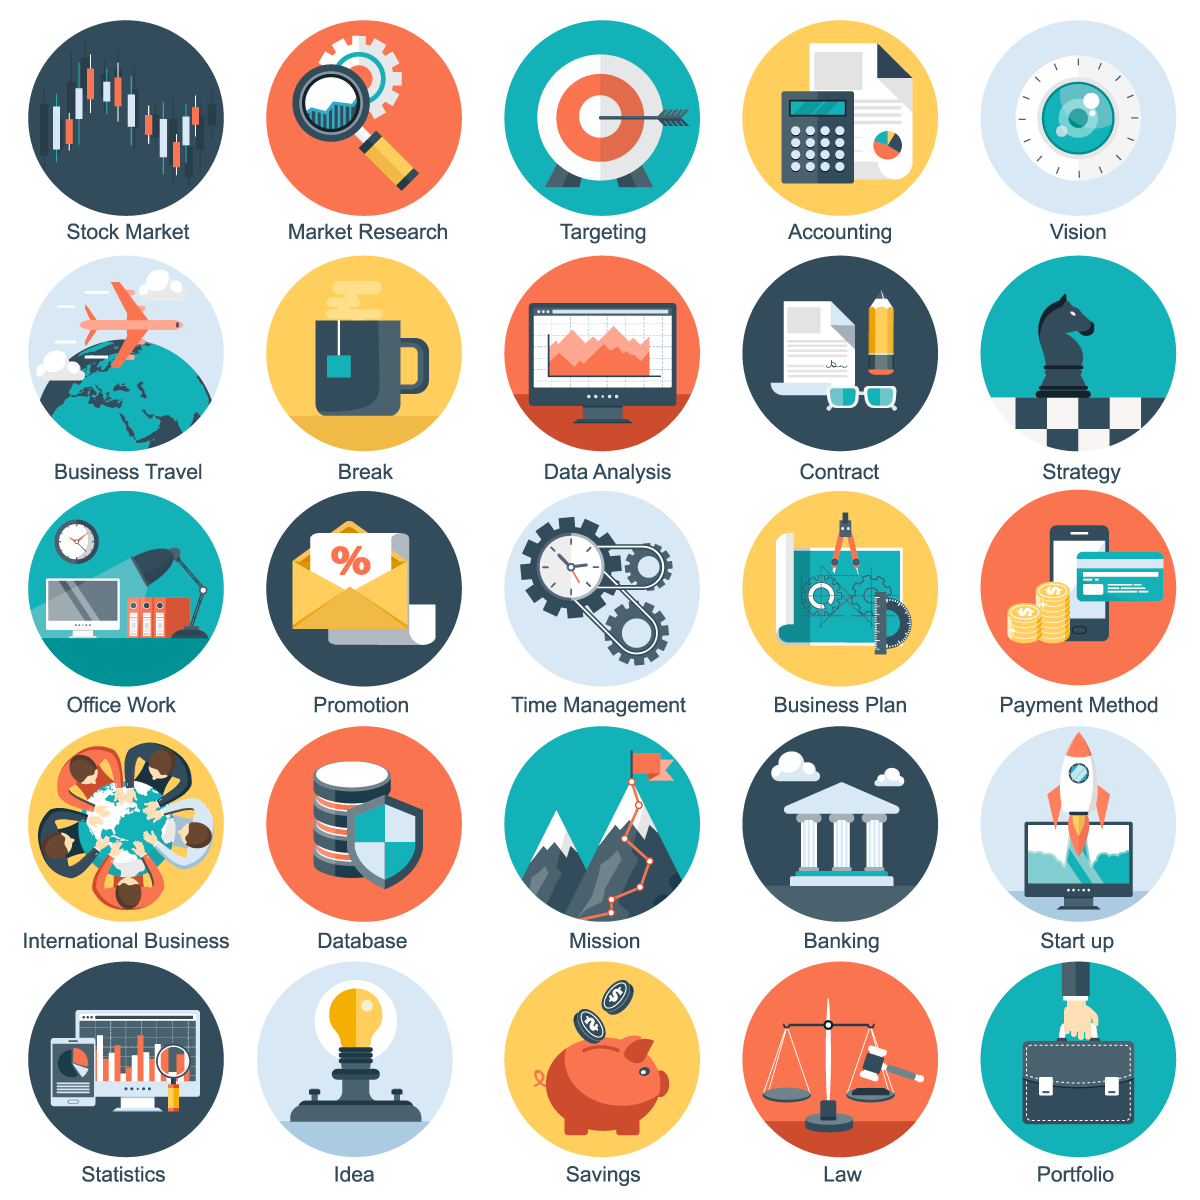 Stock Market
Market Research
Targeting
Accounting
Vision
Business Travel
Break
Data Analysis
Contract
Strategy
%
Office Work
Promotion
Time Management
Business Plan
Payment Method
International Business
Database
Mission
Banking
Start up
$
$
Statistics
Idea
Savings
Law
Portfolio